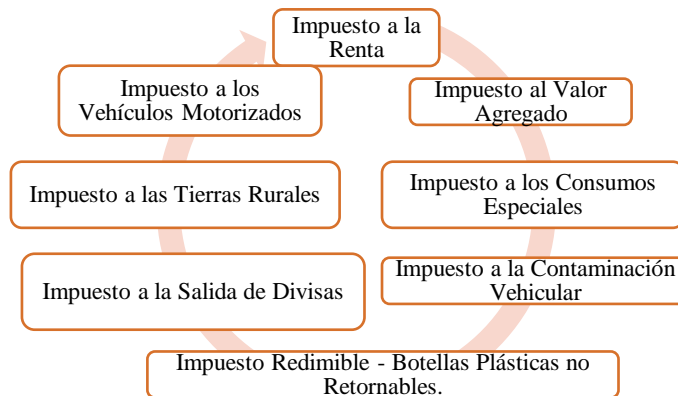 Impuesto a la
Renta
Impuesto al Valor
Agregado
Impuesto a los Consumos
Especiales
Impuesto a la Contaminación
Vehicular
Impuesto Redimible - Botellas Plásticas no
Retornables.
Impuesto a la Salida de Divisas
Impuesto a las Tierras Rurales
Impuesto a los
Vehículos Motorizados